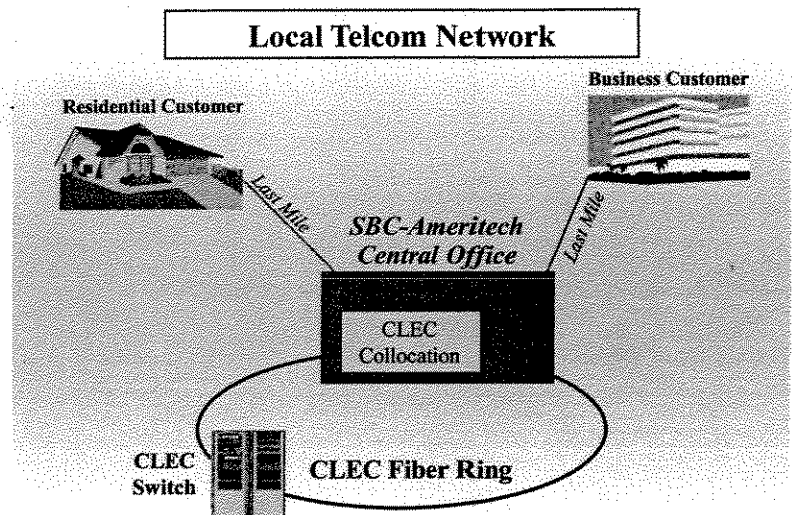 Local Telcom Network
Business Customer
Residential Customer
Last Mile
Last Mile
SBC-Ameritech
Central Office
CLEC
Collocation
CLEC
Switch
CLEC Fiber Ring